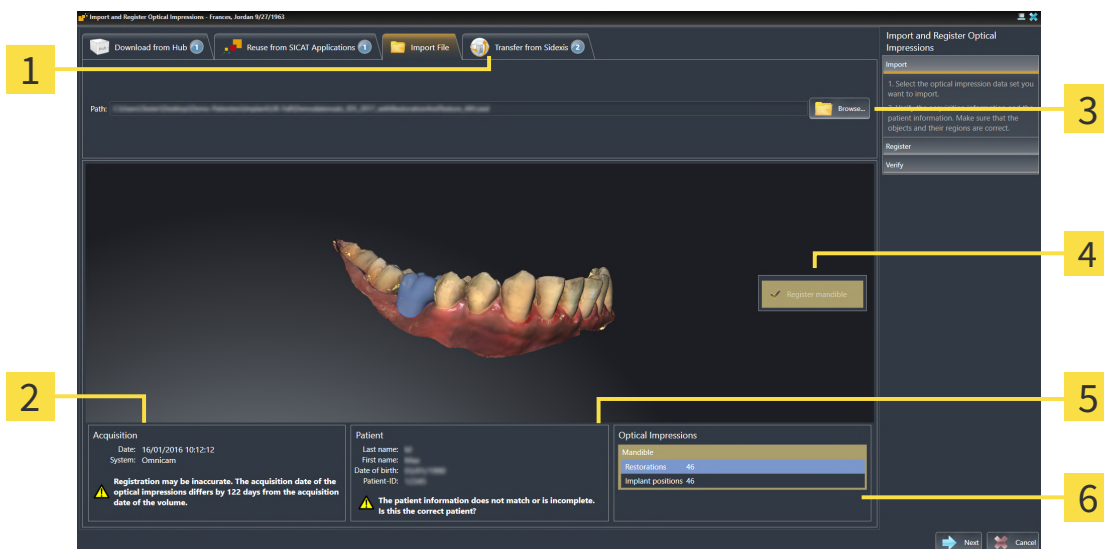 Import and Register Optical Impressions - Frances, Jordan 9/27/1963
Download from Hub 1
Reuse from SICAT Applications 1
Import File
Transfer from Sidexis 2
1
Path:
Browse...
3
Import and Register Optical
Impressions
Import
1. Select the optical impression data set you
want to import.
patient information. Make sure that the
objects and their regions are correct.
Register
Verify
4
Register mandible
2
5
Acquisition
Date: 16/01/2016 10:12:12
System: Omnicam
Registration may be inaccurate. The acquisition date of the
optical impressions differs by 122 days from the acquisition
date of the volume.
Patient
Last name:
First name:
Date of birth:
Patient-ID:
The patient information does not match or is incomplete.
Is this the correct patient?
Optical Impressions
Mandible
Restorations 46
Implant positions 46
6
Next
Cancel